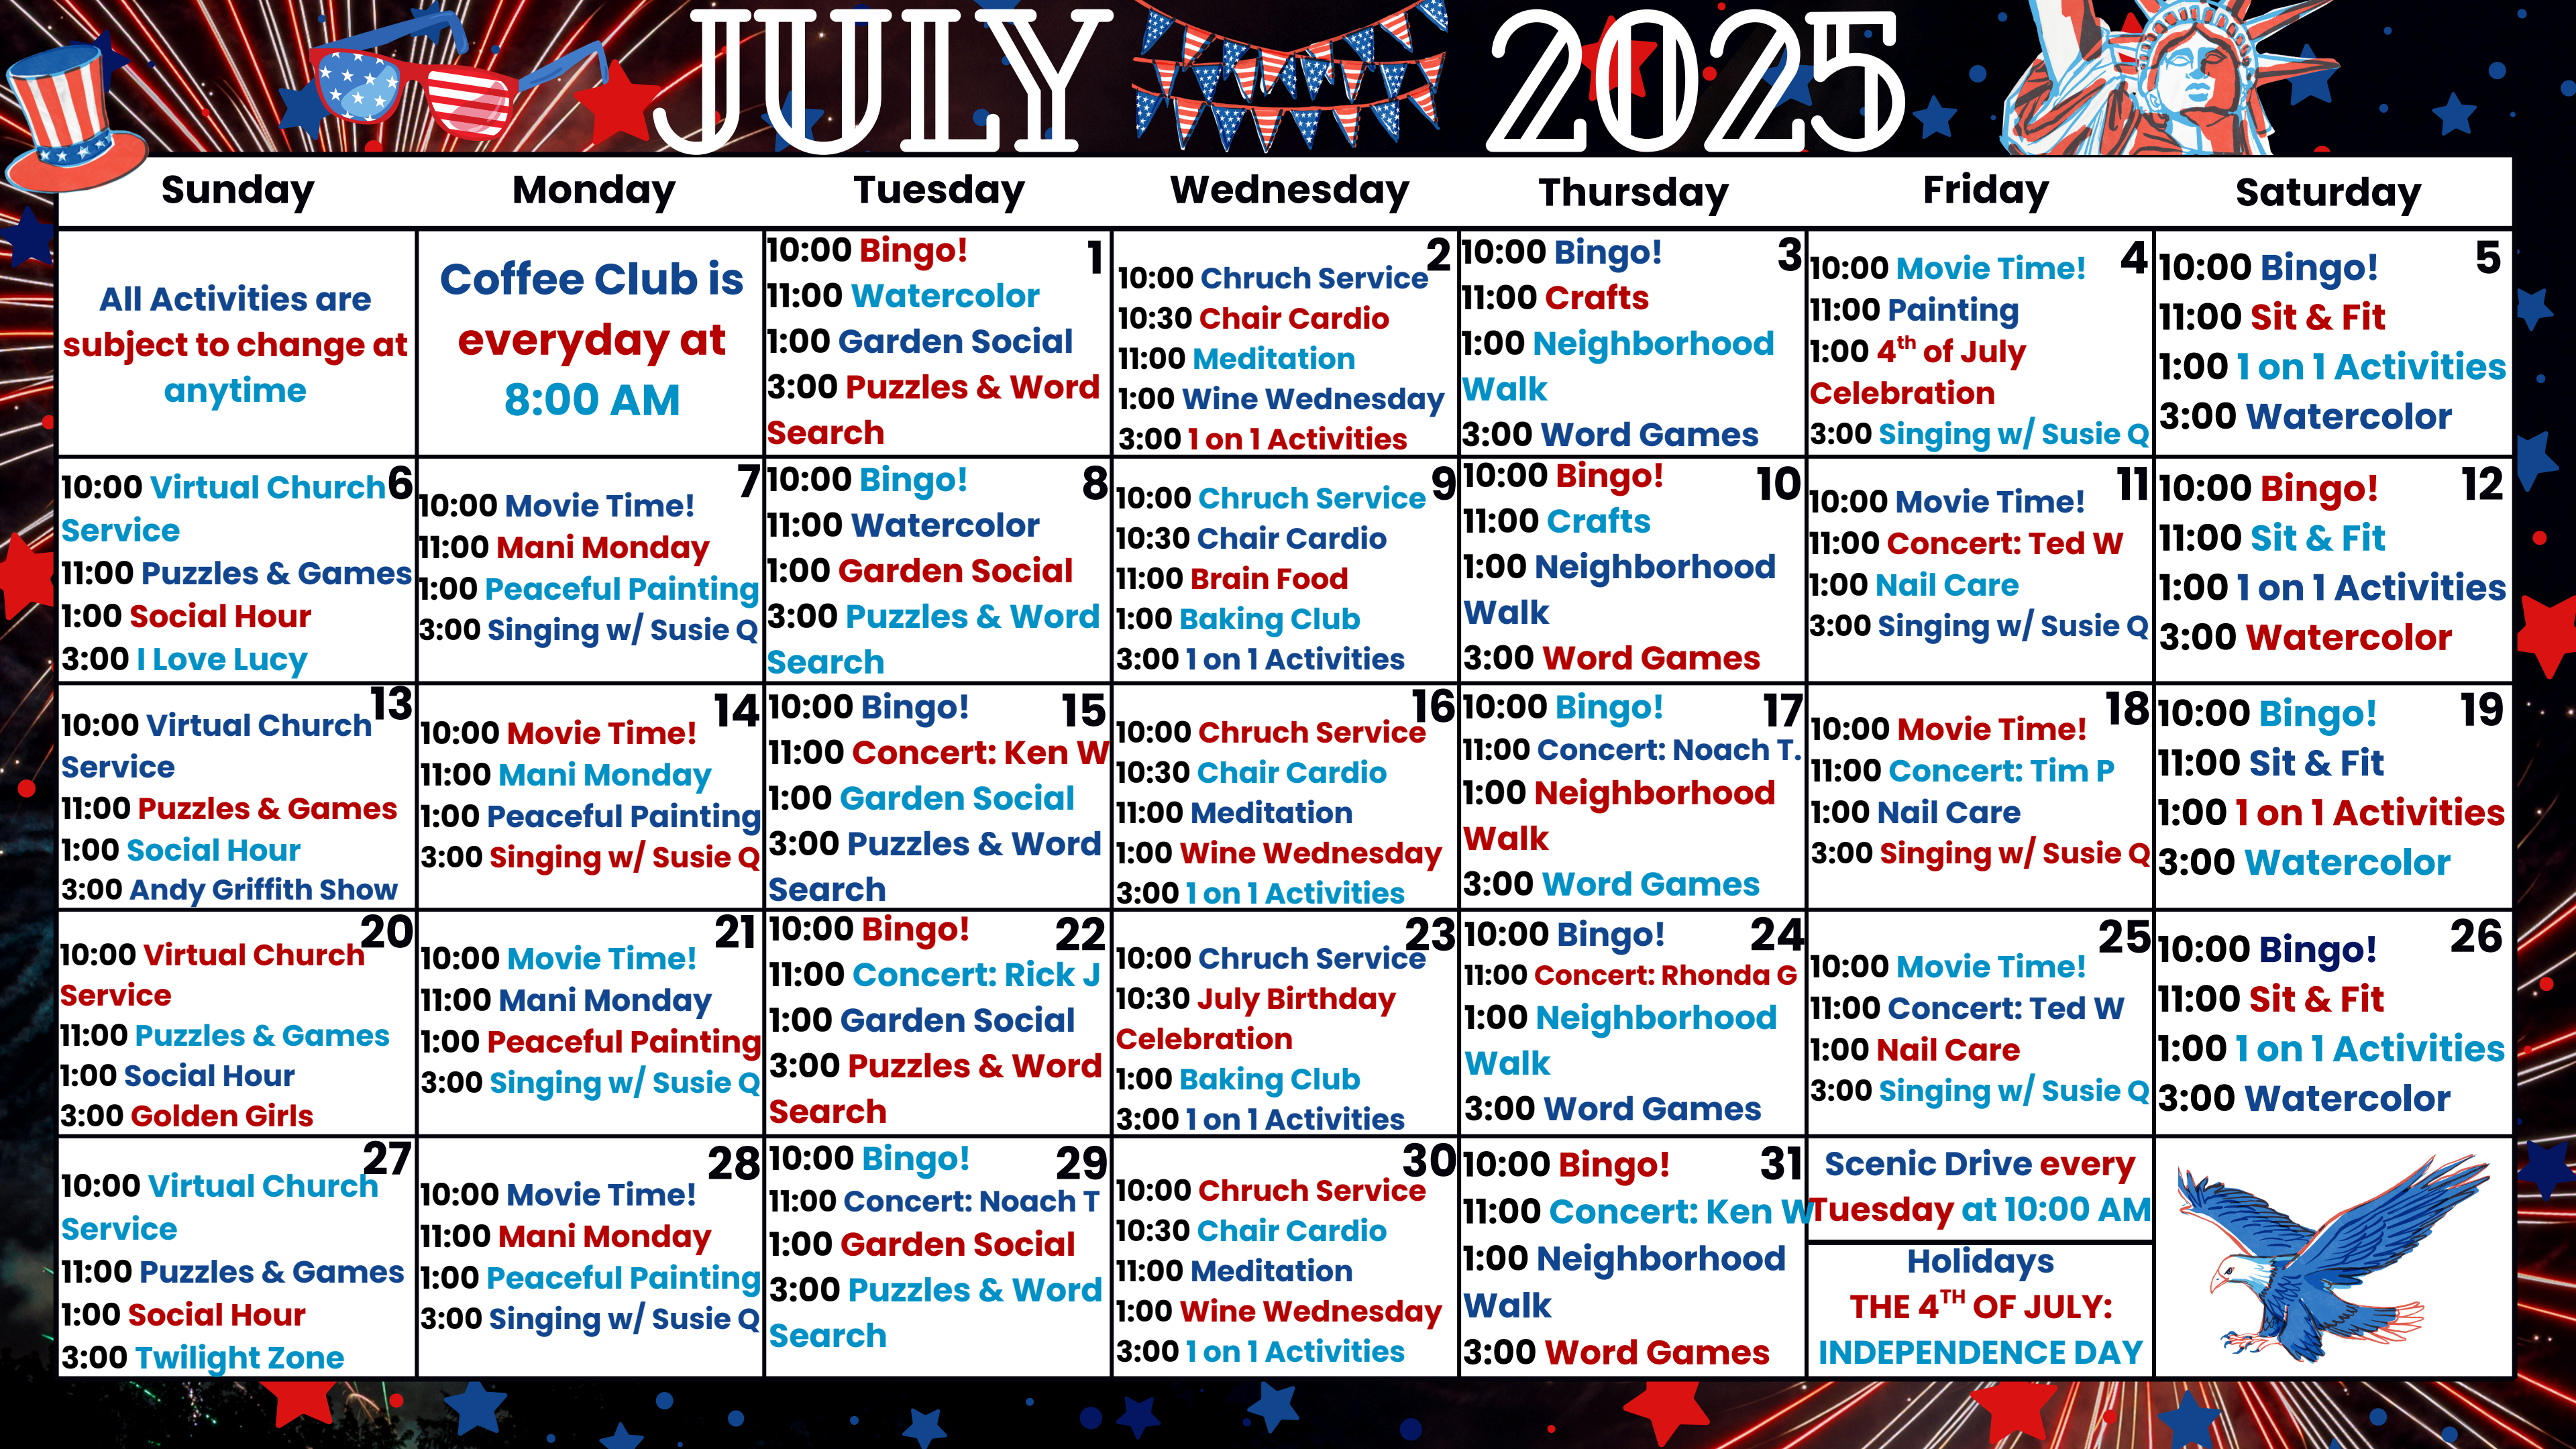 JULY 2025
Sunday Monday Tuesday Wednesday Thursday Friday Saturday
All Activities are
subject to change at
anytime
Coffee Club is
everyday at
8:00 AM
1
10:00 Bingo!
11:00 Watercolor
1:00 Garden Social
3:00 Puzzles & Word
Search
2
10:00 Chruch Service
10:30 Chair Cardio
11:00 Meditation
1:00 Wine Wednesday
3:00 1 on 1 Activities
3
10:00 Bingo!
11:00 Crafts
1:00 Neighborhood
Walk
3:00 Word Games
4
10:00 Movie Time!
11:00 Painting
1:00 4th of July
Celebration
3:00 Singing w/ Susie Q
5
10:00 Bingo!
11:00 Sit & Fit
1:00 1 on 1 Activities
3:00 Watercolor
6
10:00 Virtual Church
Service
11:00 Puzzles & Games
1:00 Social Hour
3:00 I Love Lucy
7
10:00 Movie Time!
11:00 Mani Monday
1:00 Peaceful Painting
3:00 Singing w/ Susie Q
8
10:00 Bingo!
11:00 Watercolor
1:00 Garden Social
3:00 Puzzles & Word
Search
9
10:00 Chruch Service
10:30 Chair Cardio
11:00 Brain Food
1:00 Baking Club
3:00 1 on 1 Activities
10
10:00 Bingo!
11:00 Crafts
1:00 Neighborhood
Walk
3:00 Word Games
11
10:00 Movie Time!
11:00 Concert: Ted W
1:00 Nail Care
3:00 Singing w/ Susie Q
12
10:00 Bingo!
11:00 Sit & Fit
1:00 1 on 1 Activities
3:00 Watercolor
13
10:00 Virtual Church
Service
11:00 Puzzles & Games
1:00 Social Hour
3:00 Andy Griffith Show
14
10:00 Movie Time!
11:00 Mani Monday
1:00 Peaceful Painting
3:00 Singing w/ Susie Q
15
10:00 Bingo!
11:00 Concert: Ken W
1:00 Garden Social
3:00 Puzzles & Word
Search
16
10:00 Chruch Service
10:30 Chair Cardio
11:00 Meditation
1:00 Wine Wednesday
3:00 1 on 1 Activities
17
10:00 Bingo!
11:00 Concert: Noach T.
1:00 Neighborhood
Walk
3:00 Word Games
18
10:00 Movie Time!
11:00 Concert: Tim P
1:00 Nail Care
3:00 Singing w/ Susie Q
19
10:00 Bingo!
11:00 Sit & Fit
1:00 1 on 1 Activities
3:00 Watercolor
20
10:00 Virtual Church
Service
11:00 Puzzles & Games
1:00 Social Hour
3:00 Golden Girls
21
10:00 Movie Time!
11:00 Mani Monday
1:00 Peaceful Painting
3:00 Singing w/ Susie Q
22
10:00 Bingo!
11:00 Concert: Rick J
1:00 Garden Social
3:00 Puzzles & Word
Search
23
10:00 Chruch Service
10:30 July Birthday
Celebration
1:00 Baking Club
3:00 1 on 1 Activities
24
10:00 Bingo!
11:00 Concert: Rhonda G
1:00 Neighborhood
Walk
3:00 Word Games
25
10:00 Movie Time!
11:00 Concert: Ted W
1:00 Nail Care
3:00 Singing w/ Susie Q
26
10:00 Bingo!
11:00 Sit & Fit
1:00 1 on 1 Activities
3:00 Watercolor
27
10:00 Virtual Church
Service
11:00 Puzzles & Games
1:00 Social Hour
3:00 Twilight Zone
28
10:00 Movie Time!
11:00 Mani Monday
1:00 Peaceful Painting
3:00 Singing w/ Susie Q
29
10:00 Bingo!
11:00 Concert: Noach T
1:00 Garden Social
3:00 Puzzles & Word
Search
30
10:00 Chruch Service
10:30 Chair Cardio
11:00 Meditation
1:00 Wine Wednesday
3:00 1 on 1 Activities
31
10:00 Bingo!
11:00 Concert: Ken W
1:00 Neighborhood
Walk
3:00 Word Games
Scenic Drive every
Tuesday at 10:00 AM
Holidays
THE 4TH OF JULY:
INDEPENDENCE DAY